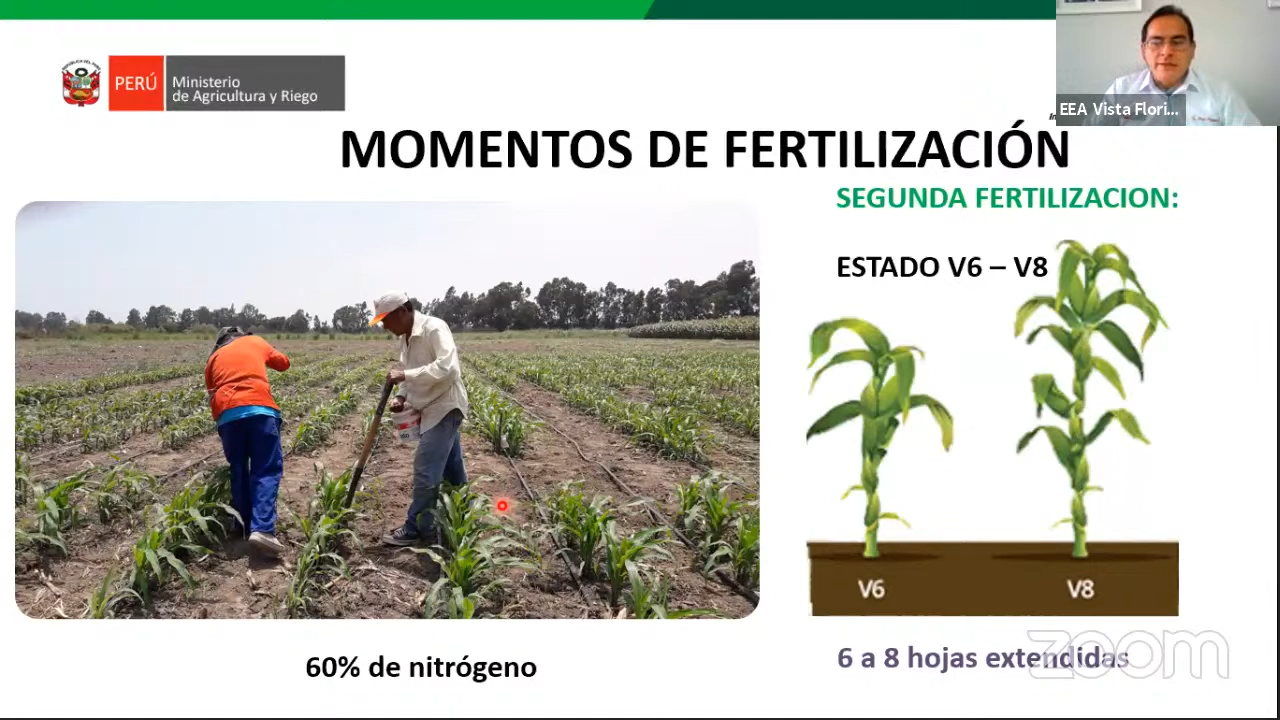 PERÚ
Ministerio
de Agricultura y Riego
EEA Vista Flori...
MOMENTOS DE FERTILIZACIÓN
SEGUNDA FERTILIZACION:
ESTADO V6 – V8
V6
V8
60% de nitrógeno
6 a 8 hojas extendidas
zoom